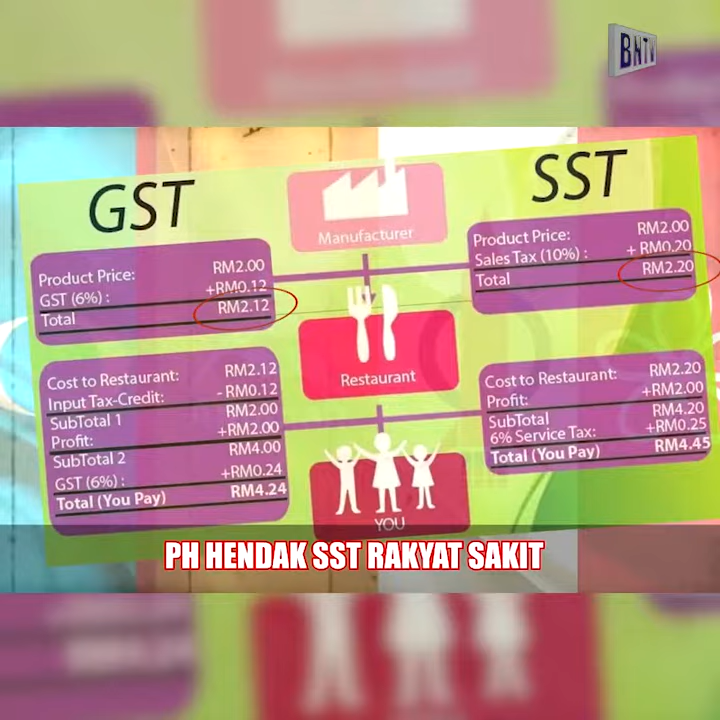 BNTV
GST
SST
Manufacturer
Product Price: RM2.00
GST (6%) : +RM0.12
Total RM2.12
Product Price: RM2.00
Sales Tax (10%) : + RM0.20
Total RM2.20
Restaurant
Cost to Restaurant: RM2.12
Input Tax-Credit: - RM0.12
SubTotal 1 RM2.00
Profit: +RM2.00
SubTotal 2 RM4.00
GST (6%) : +RM0.24
Total (You Pay) RM4.24
Cost to Restaurant: RM2.20
Profit: +RM2.00
SubTotal RM4.20
6% Service Tax: +RM0.25
Total (You Pay) RM4.45
YOU
PH HENDAK SST RAKYAT SAKIT